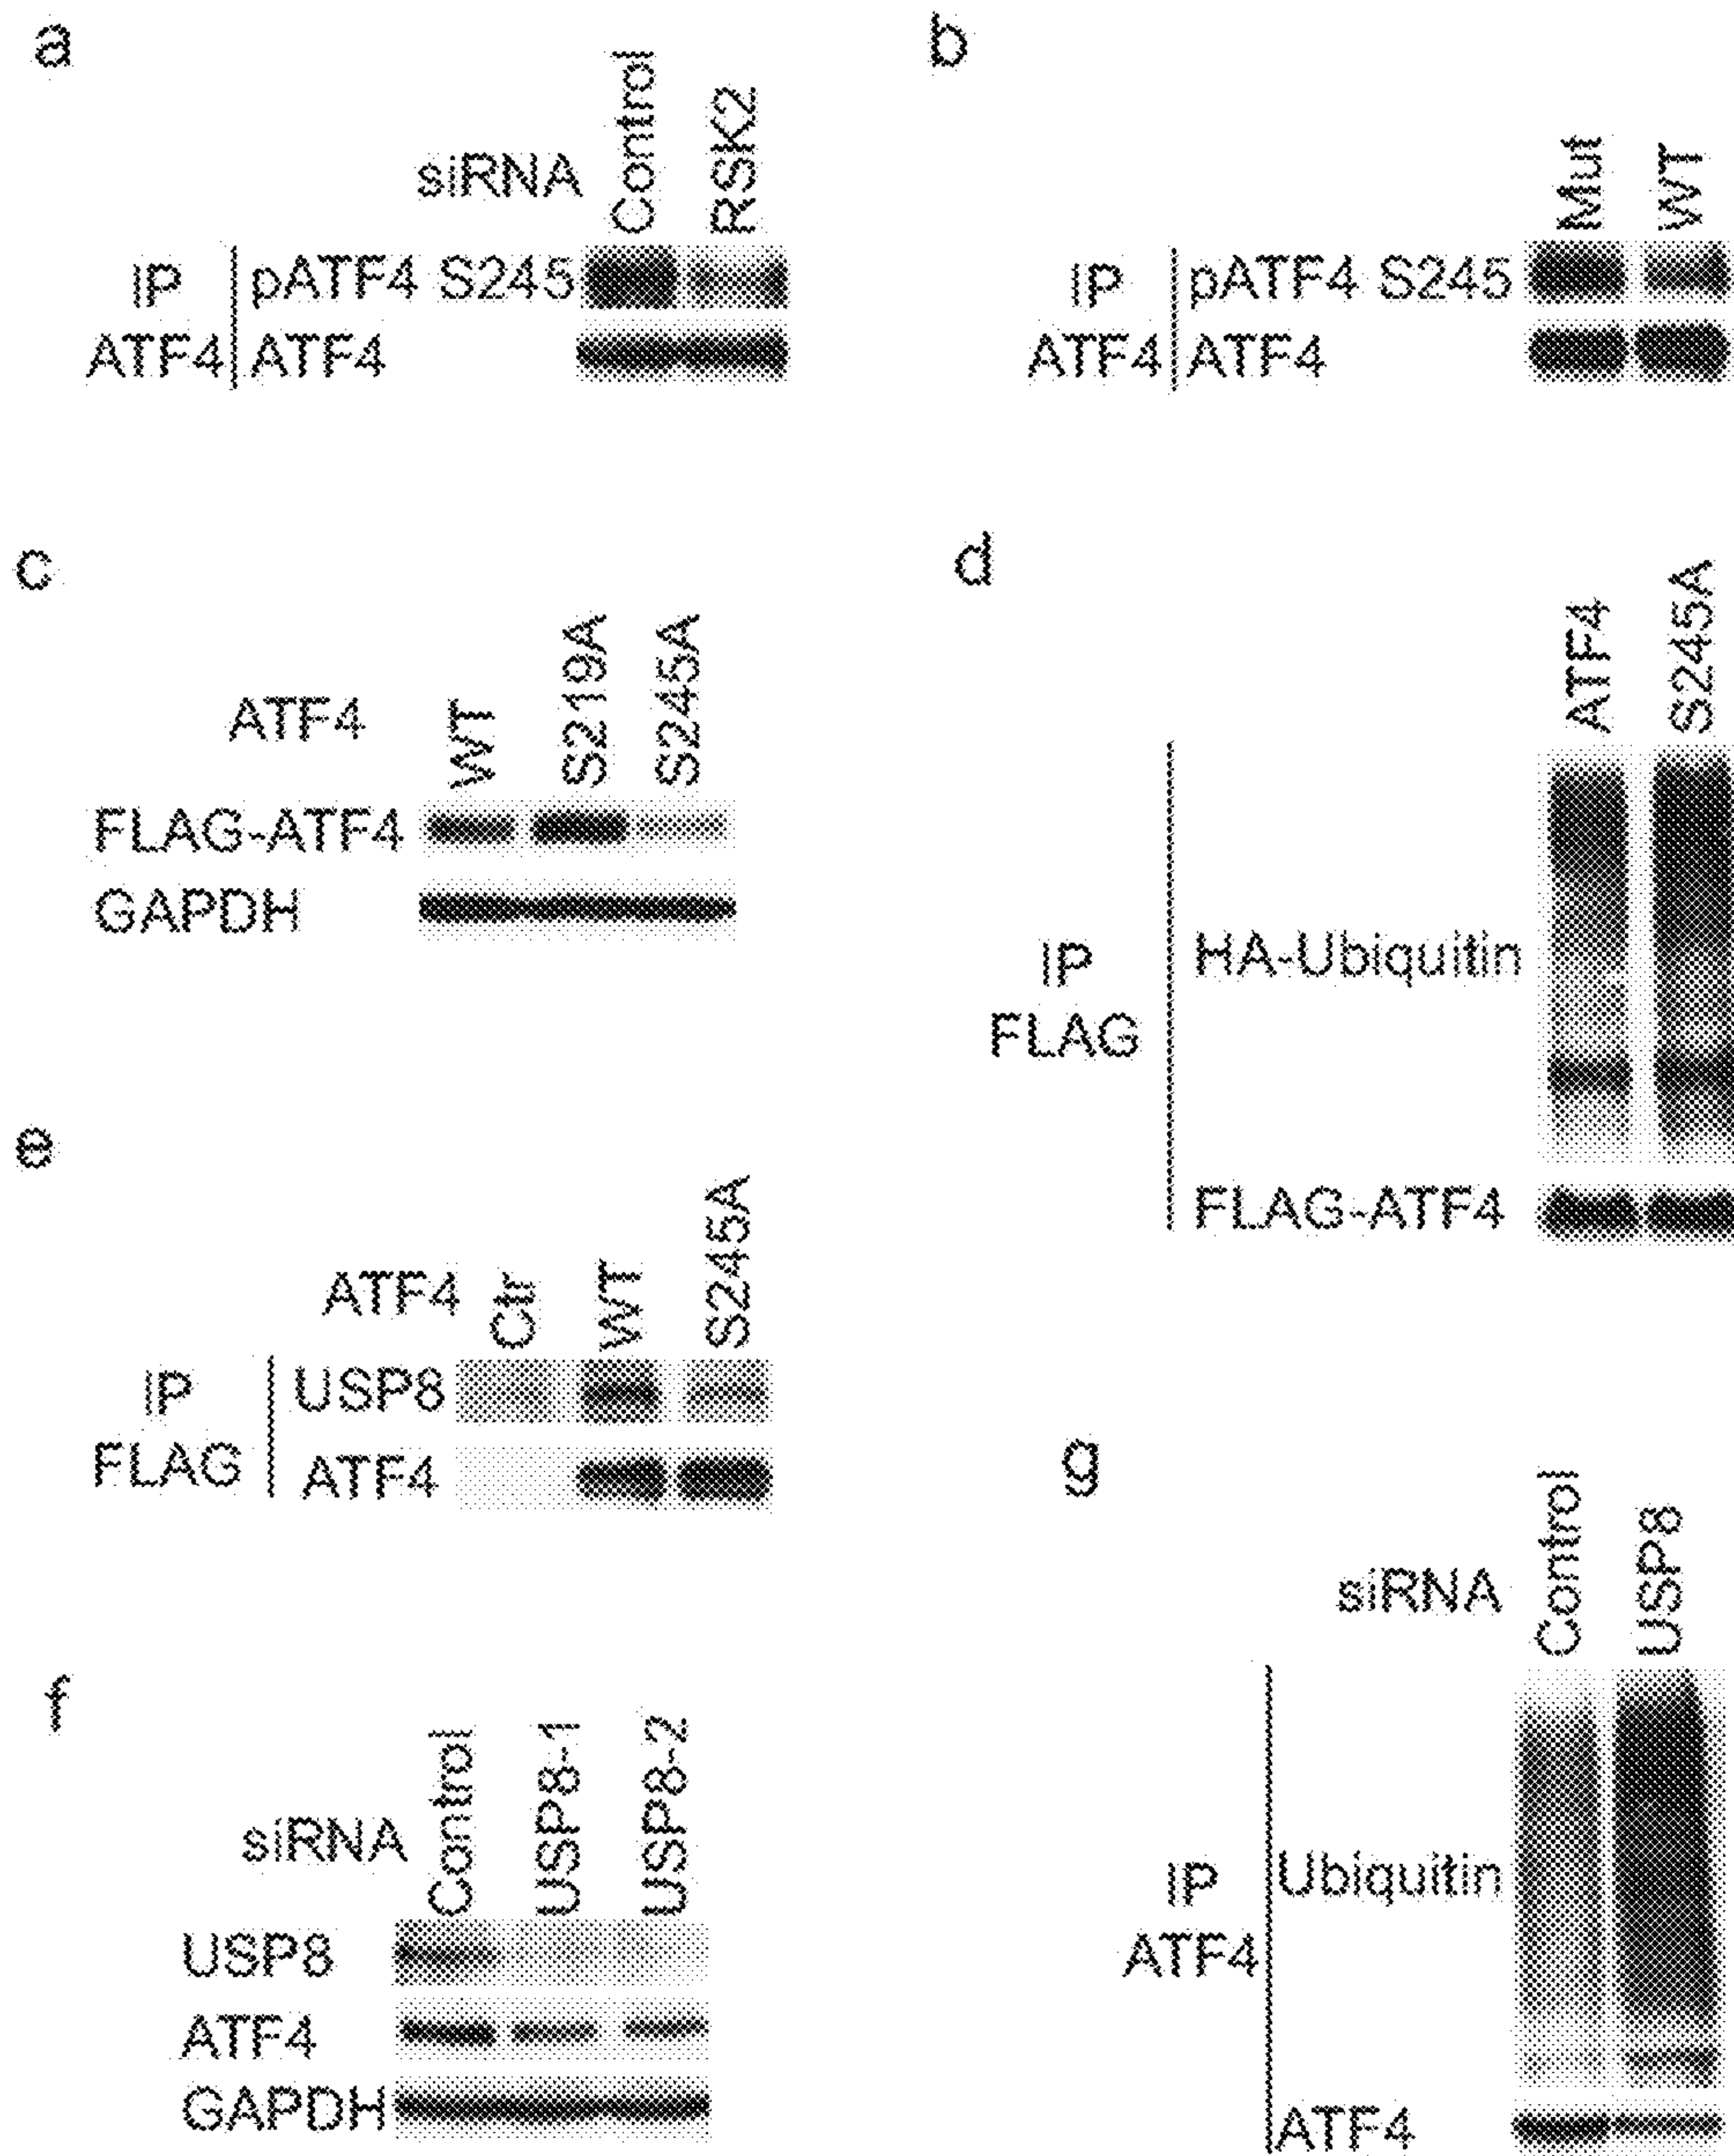 a
siRNA Control RSK2
IP pATF4 S245
ATF4 ATF4
b
Mut WT
IP pATF4 S245
ATF4 ATF4
c
ATF4 WT S219A S245A
FLAG-ATF4
GAPDH
d
ATF4 S245A
IP HA-Ubiquitin
FLAG
FLAG-ATF4
e
ATF4 Ctr WT S245A
IP USP8
FLAG ATF4
f
siRNA Control USP8-1 USP8-2
USP8
ATF4
GAPDH
g
siRNA Control USP8
IP Ubiquitin
ATF4
ATF4